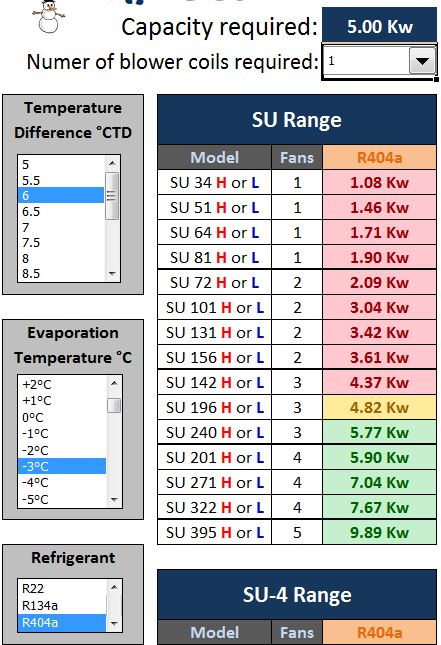 Capacity required: 5.00 Kw
Numer of blower coils required: 1
Temperature
Difference °CTD
5
5.5
6
6.5
7
7.5
8
8.5
Evaporation
Temperature °C
+2°C
+1°C
0°C
-1°C
-2°C
-3°C
-4°C
-5°C
Refrigerant
R22
R134a
R404a
SU Range
Model Fans R404a
SU 34 H or L 1 1.08 Kw
SU 51 H or L 1 1.46 Kw
SU 64 H or L 1 1.71 Kw
SU 81 H or L 1 1.90 Kw
SU 72 H or L 2 2.09 Kw
SU 101 H or L 2 3.04 Kw
SU 131 H or L 2 3.42 Kw
SU 156 H or L 2 3.61 Kw
SU 142 H or L 3 4.37 Kw
SU 196 H or L 3 4.82 Kw
SU 240 H or L 3 5.77 Kw
SU 201 H or L 4 5.90 Kw
SU 271 H or L 4 7.04 Kw
SU 322 H or L 4 7.67 Kw
SU 395 H or L 5 9.89 Kw
SU-4 Range
Model Fans R404a